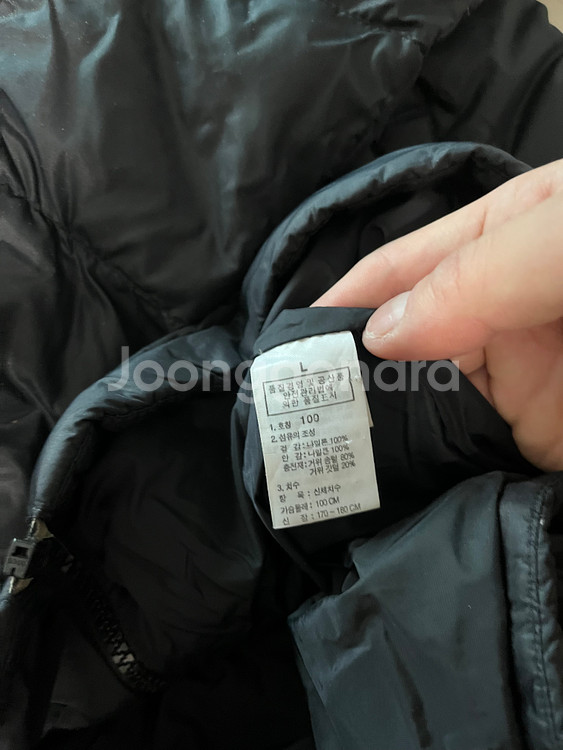 L
품질경영 및 공산품
안전관리법에
의한 품질표시
1. 호칭 100
2. 섬유의 조성
겉 감 : 나일론 100%
안 감 : 나일론 100%
충전재 : 거위 솜털 80%
거위 깃털 20%
3. 치수
항 목 : 신체치수
가슴둘레 : 100 CM
신 장 : 170 ~ 180 CM
Joonggonara